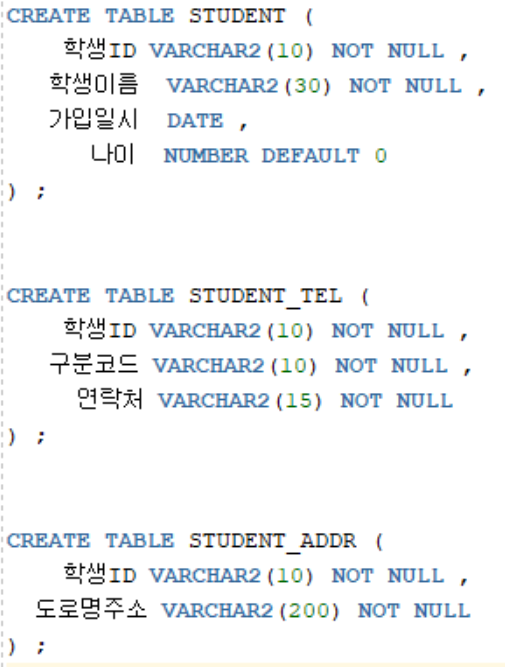 CREATE TABLE STUDENT (
학생ID VARCHAR2(10) NOT NULL ,
학생이름 VARCHAR2(30) NOT NULL ,
가입일시 DATE ,
나이 NUMBER DEFAULT 0
) ;
CREATE TABLE STUDENT_TEL (
학생ID VARCHAR2(10) NOT NULL ,
구분코드 VARCHAR2(10) NOT NULL ,
연락처 VARCHAR2(15) NOT NULL
) ;
CREATE TABLE STUDENT_ADDR (
학생ID VARCHAR2(10) NOT NULL ,
도로명주소 VARCHAR2(200) NOT NULL
) ;